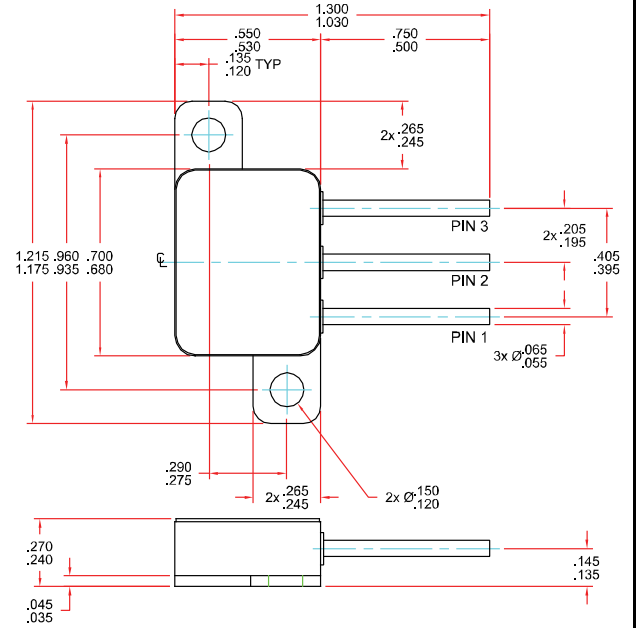 1.300
1.030
.550
.530
.750
.500
.135
.120 TYP
2x .265
.245
PIN 3
2x .205
.195
1.215 .960 .700
1.175 .935 .680
℄
.405
.395
PIN 2
PIN 1
3x Ø.065
.055
.290
.275
2x .265
.245
2x Ø.150
.120
.270
.240
.145
.135
.045
.035